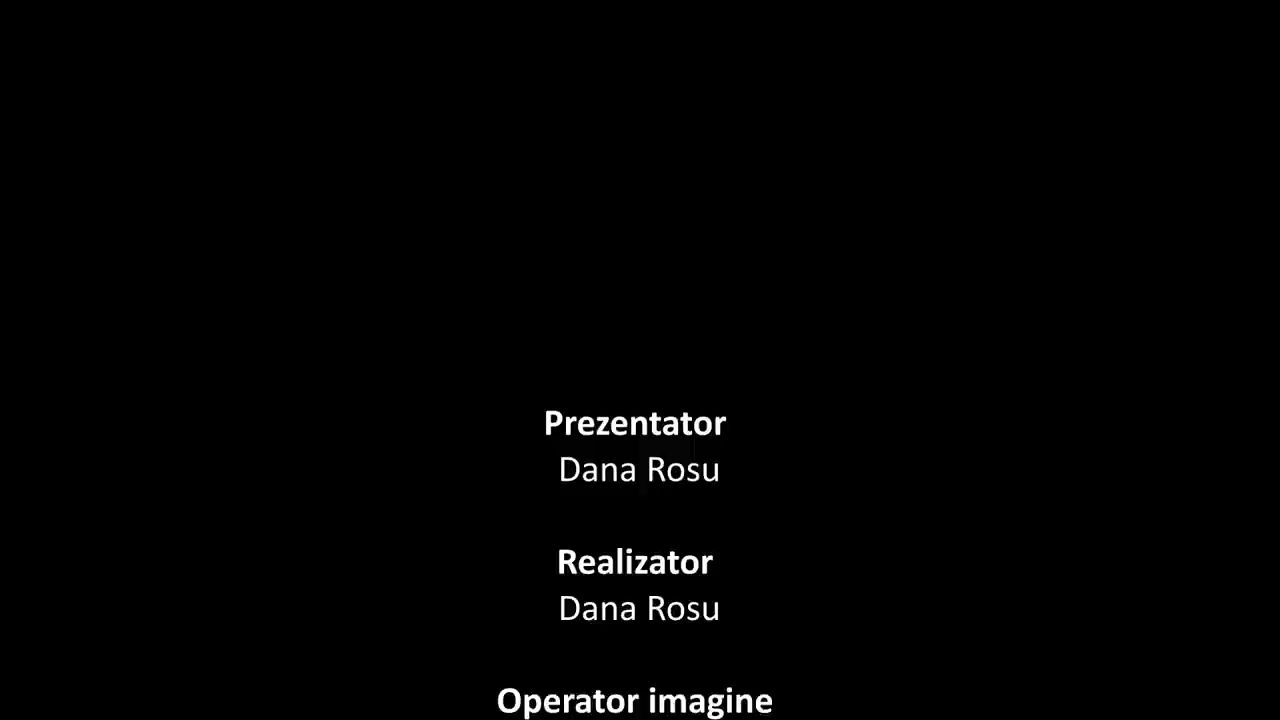 Prezentator
Dana Rosu
Realizator
Dana Rosu
Operator imagine